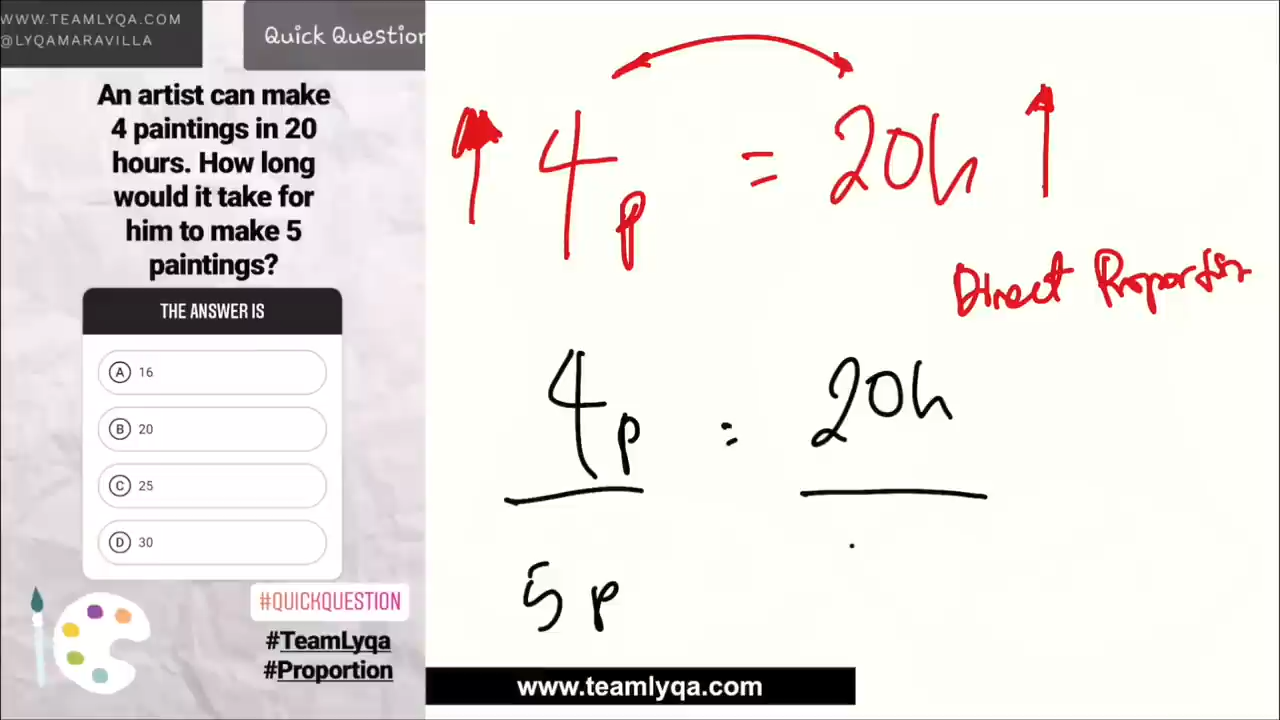 WWW.TEAMLYQA.COM
@LYQAMARAVILLA
Quick Question
An artist can make
4 paintings in 20
hours. How long
would it take for
him to make 5
paintings?
THE ANSWER IS
A 16
B 20
C 25
D 30
#QUICKQUESTION
#TeamLyqa
#Proportion
4p = 20h
Direct Proportion
4p = 20h
5p
www.teamlyqa.com